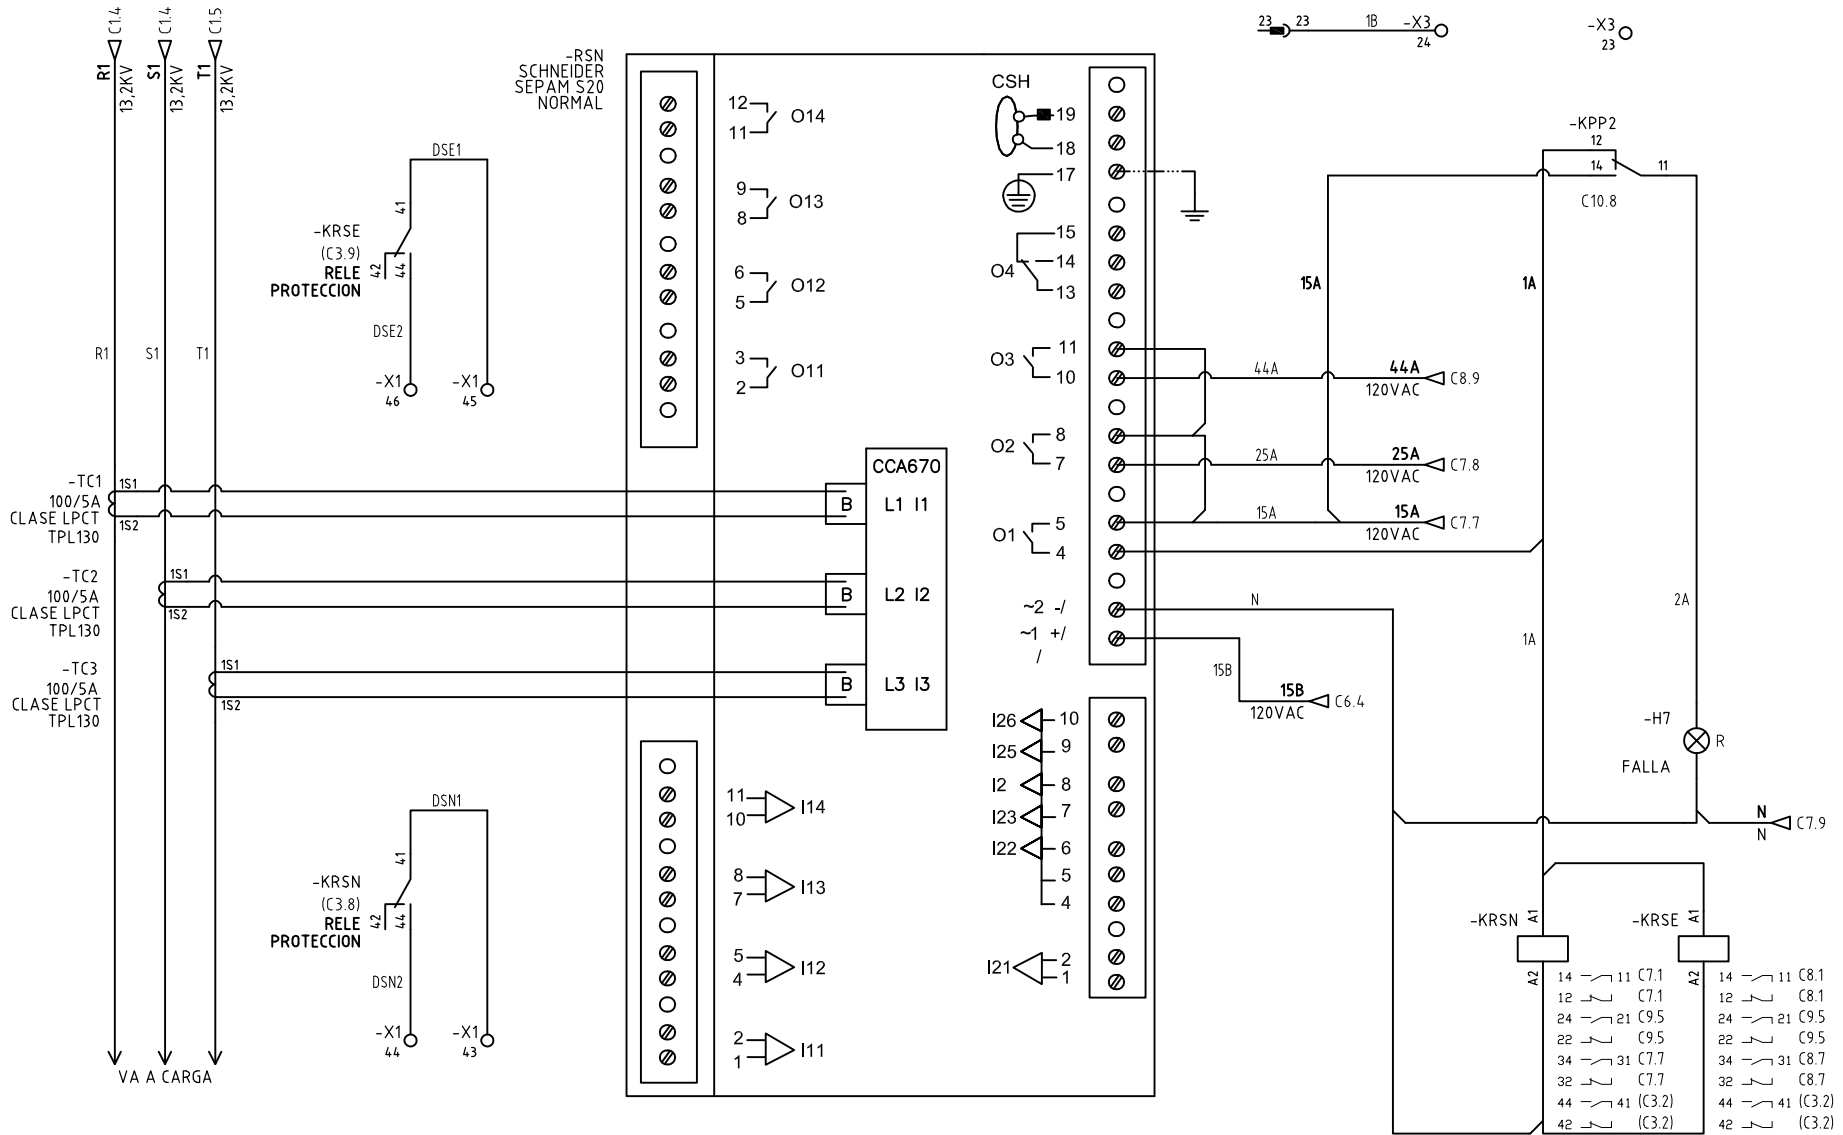 C1.4
C1.4
C1.5
R1
13,2KV
S1
13,2KV
T1
13,2KV
R1
S1
T1
VA A CARGA
-TC1
100/5A
CLASE LPCT
TPL130
1S1
1S2
-TC2
100/5A
CLASE LPCT
TPL130
1S1
1S2
-TC3
100/5A
CLASE LPCT
TPL130
1S1
1S2
DSE1
41
-KRSE
(C3.9)
RELE
PROTECCION
42
44
DSE2
-X1
46
-X1
45
DSN1
41
-KRSN
(C3.8)
RELE
PROTECCION
42
44
DSN2
-X1
44
-X1
43
-RSN
SCHNEIDER
SEPAM S20
NORMAL
12
11
O14
9
8
O13
6
5
O12
3
2
O11
CCA670
B
L1 I1
B
L2 I2
B
L3 I3
11
10
I14
8
7
I13
5
4
I12
2
1
I11
CSH
19
18
17
15
O4
14
13
O3
11
10
O2
8
7
O1
5
4
~2 -/
~1 +/
/
I26
10
I25
9
I2
8
I23
7
I22
6
5
4
I21
2
1
23
23
1B
-X3
24
-X3
23
-KPP2
12
14
11
C10.8
15A
1A
44A
44A
120VAC
C8.9
25A
25A
120VAC
C7.8
15A
15A
120VAC
C7.7
N
1A
2A
15B
15B
120VAC
C6.4
-H7
R
FALLA
N
N
C7.9
-KRSN
A1
A2
-KRSE
A1
A2
14 11 C7.1
12 C7.1
24 21 C9.5
22 C9.5
34 31 C7.7
32 C7.7
44 41 (C3.2)
42 (C3.2)
14 11 C8.1
12 C8.1
24 21 C9.5
22 C9.5
34 31 C8.7
32 C8.7
44 41 (C3.2)
42 (C3.2)